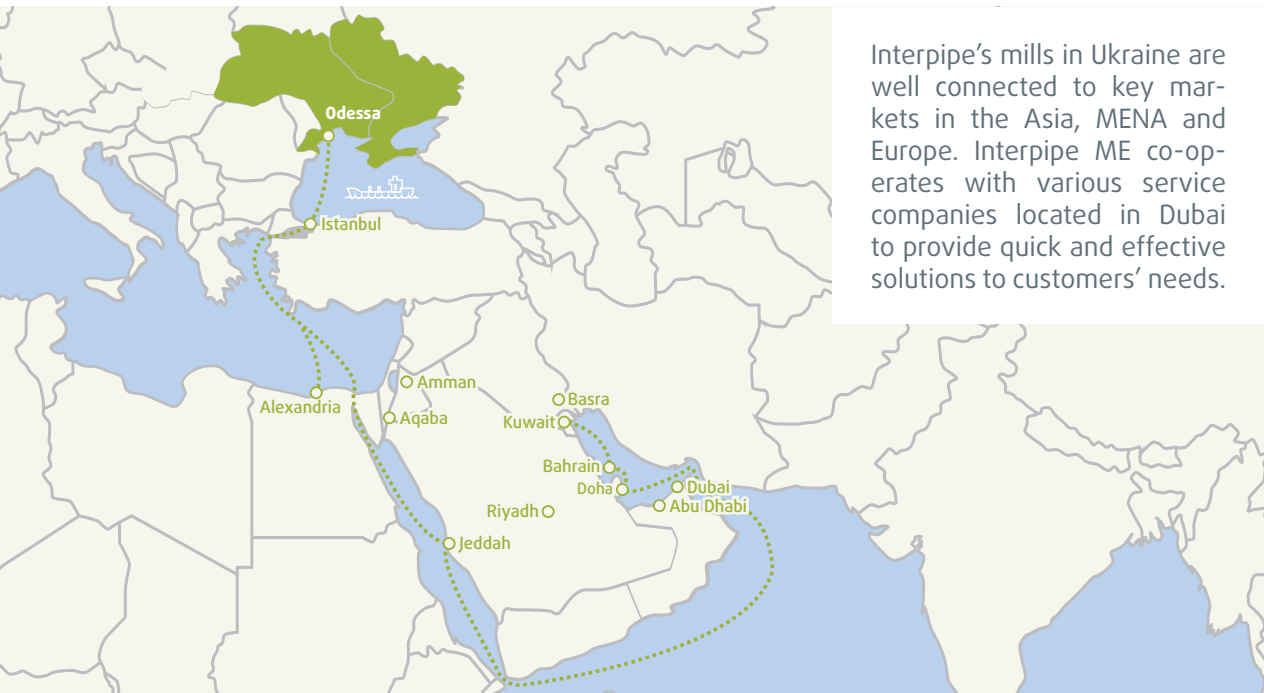 Interpipe’s mills in Ukraine are
well connected to key mar-
kets in the Asia, MENA and
Europe. Interpipe ME co-op-
erates with various service
companies located in Dubai
to provide quick and effective
solutions to customers’ needs.
Odessa
Istanbul
Amman
Alexandria
Aqaba
Basra
Kuwait
Bahrain
Doha
Dubai
Abu Dhabi
Riyadh
Jeddah